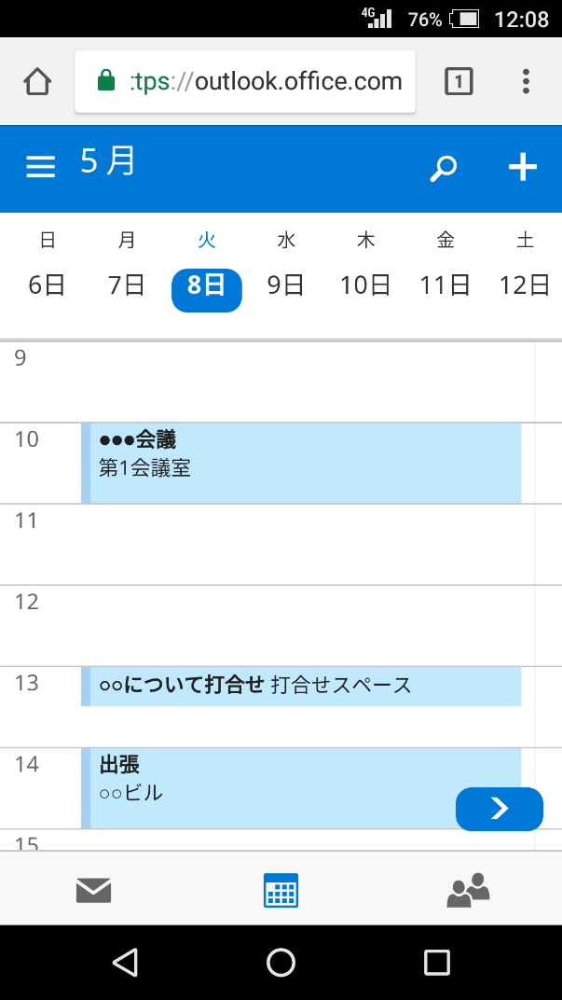 4G 76% 12:08
:tps://outlook.office.com 1
5月
日 月 火 水 木 金 土
6日 7日 8日 9日 10日 11日 12日
9
10 ●●●会議
第1会議室
11
12
13 ○○について打合せ 打合せスペース
14 出張
○○ビル
15